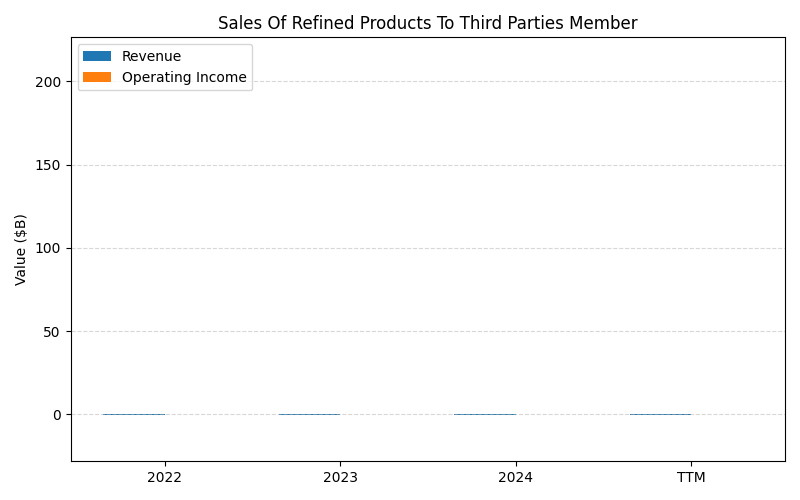 Sales Of Refined Products To Third Parties Member
Revenue
Operating Income
Value ($B)
200
150
100
50
0
2022 2023 2024 TTM